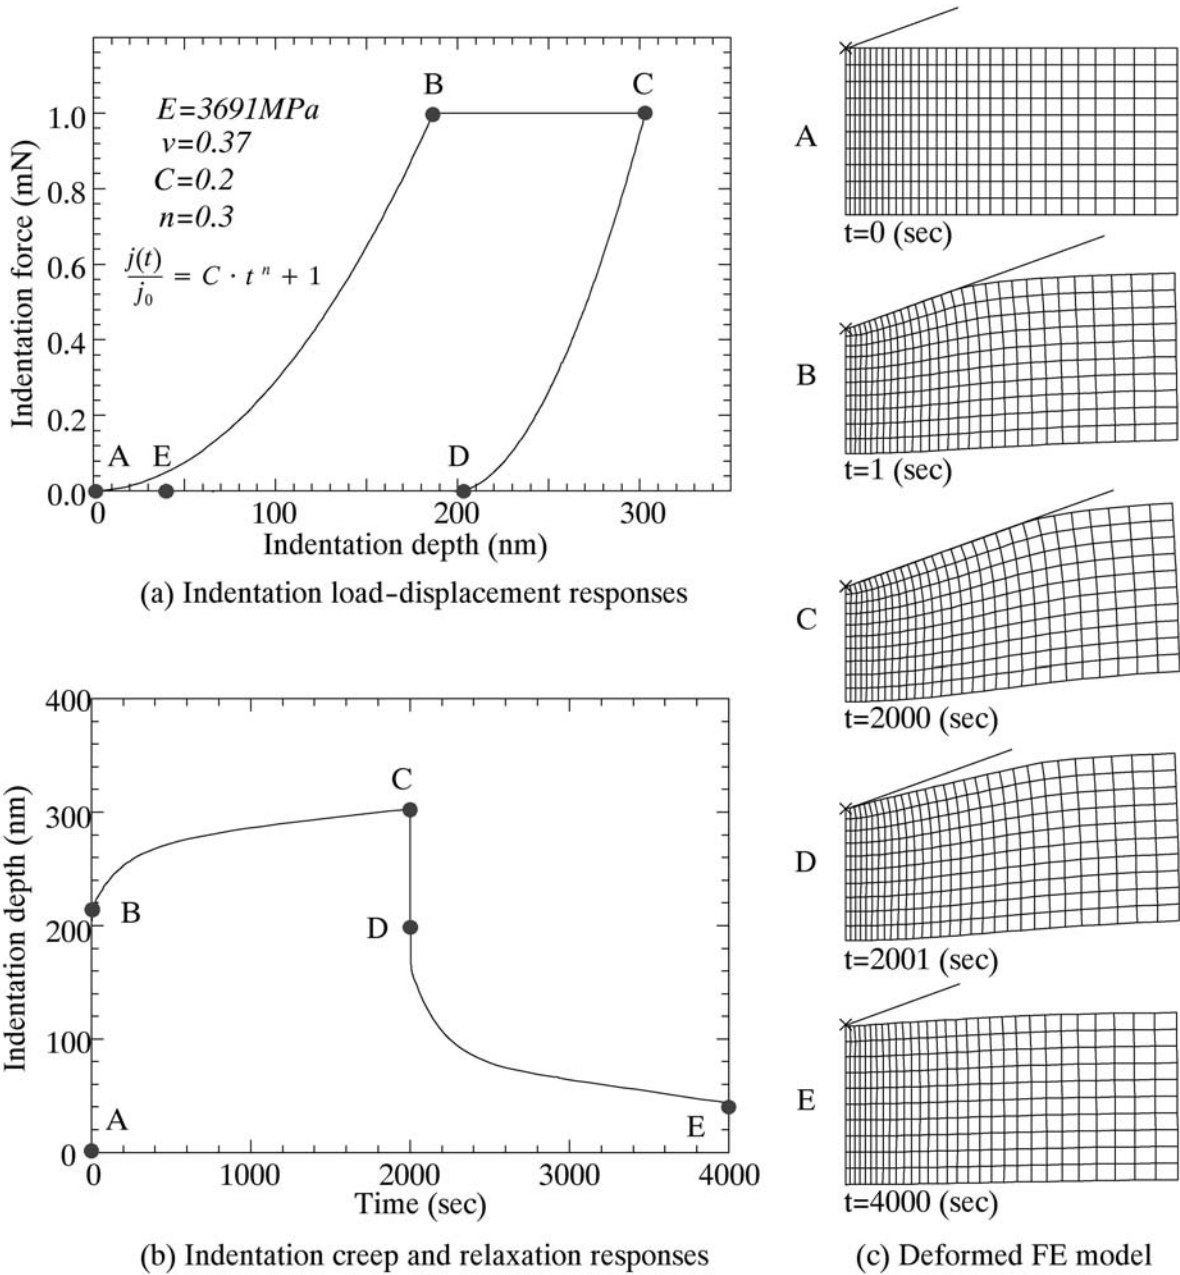 B
C
E=3691MPa
v=0.37
C=0.2
n=0.3
j(t)
j0
= C · t n + 1
1.0
0.8
0.6
0.4
0.2
0.0
A
E
D
0
100
200
300
Indentation force (mN)
Indentation depth (nm)
(a) Indentation load-displacement responses
400
300
200
100
0
C
B
D
A
E
0
1000
2000
3000
4000
Indentation depth (nm)
Time (sec)
(b) Indentation creep and relaxation responses
A
t=0 (sec)
B
t=1 (sec)
C
t=2000 (sec)
D
t=2001 (sec)
E
t=4000 (sec)
(c) Deformed FE model